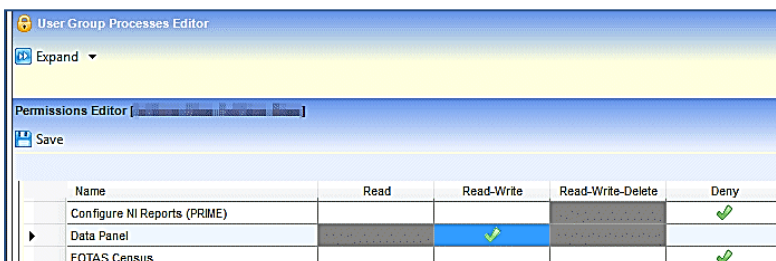 User Group Processes Editor
Expand
Permissions Editor [ ]
Save
Name Read Read-Write Read-Write-Delete Deny
Configure NI Reports (PRIME)
Data Panel
EOTAS Census